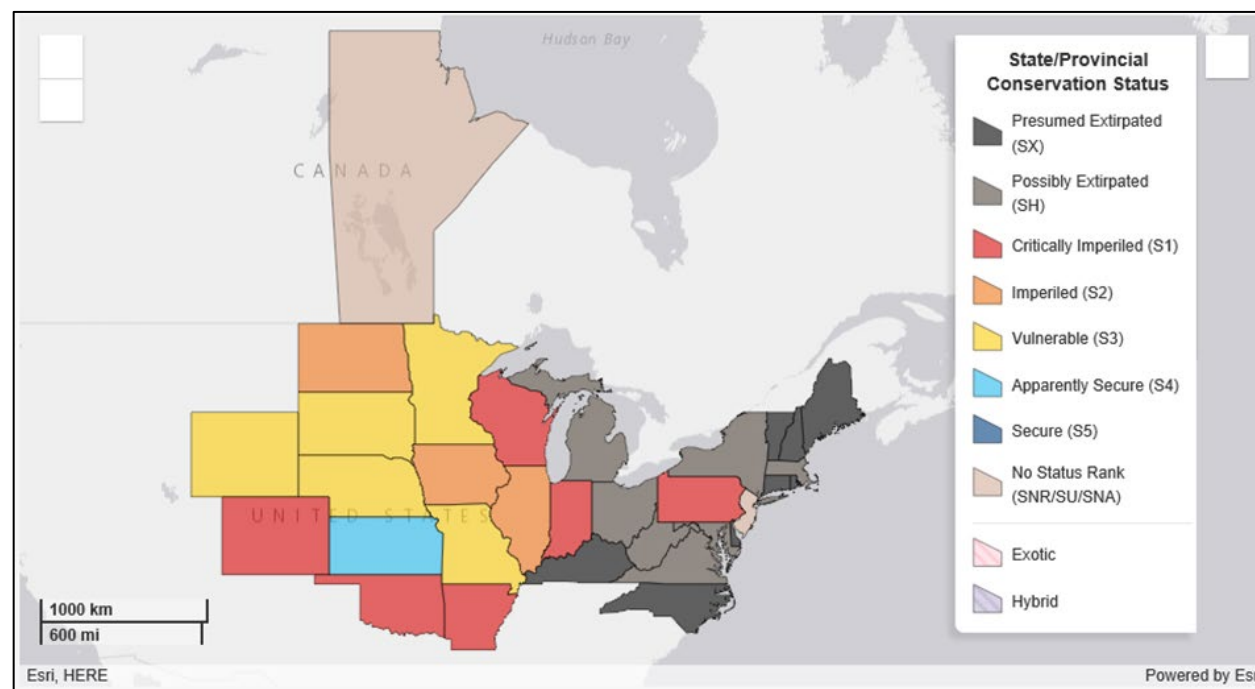 Hudson Bay
CANADA
UNITED STATES
State/Provincial
Conservation Status
Presumed Extirpated
(SX)
Possibly Extirpated
(SH)
Critically Imperiled (S1)
Imperiled (S2)
Vulnerable (S3)
Apparently Secure (S4)
Secure (S5)
No Status Rank
(SNR/SU/SNA)
Exotic
Hybrid
1000 km
600 mi
Esri, HERE
Powered by Esr